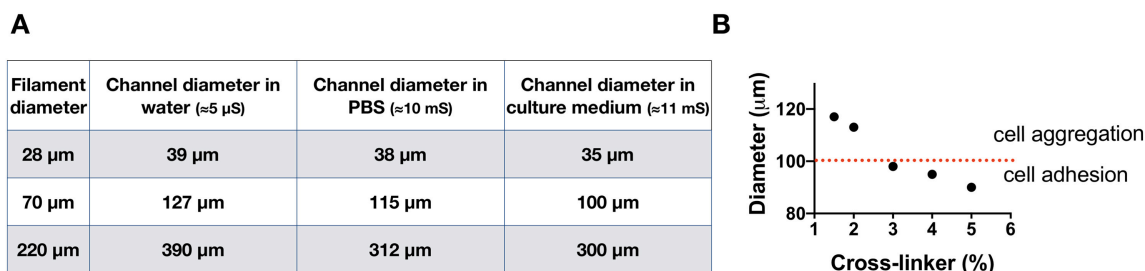 A
B
Filament diameter
Channel diameter in water (≈5 µS)
Channel diameter in PBS (≈10 mS)
Channel diameter in culture medium (≈11 mS)
28 µm 39 µm 38 µm 35 µm
70 µm 127 µm 115 µm 100 µm
220 µm 390 µm 312 µm 300 µm
Diameter (µm)
120
100
80
cell aggregation
cell adhesion
1 2 3 4 5 6
Cross-linker (%)